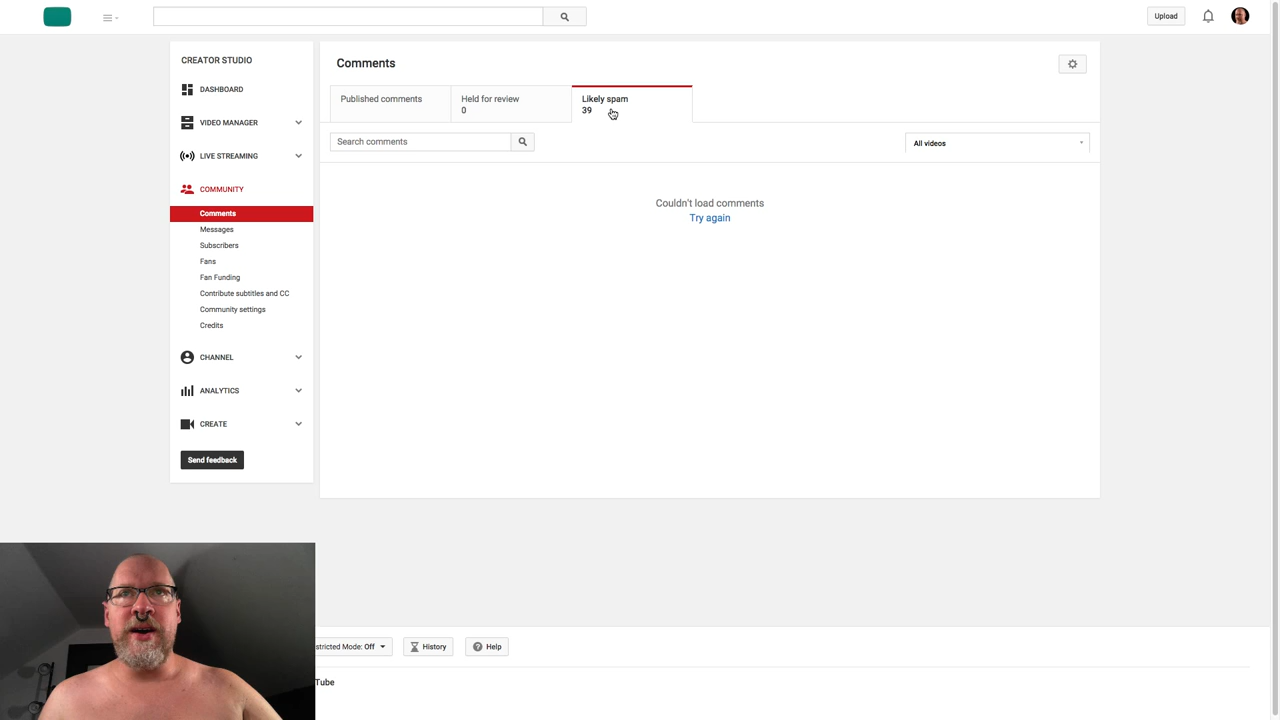 Upload
CREATOR STUDIO
DASHBOARD
VIDEO MANAGER
LIVE STREAMING
COMMUNITY
Comments
Messages
Subscribers
Fans
Fan Funding
Contribute subtitles and CC
Community settings
Credits
CHANNEL
ANALYTICS
CREATE
Send feedback
Comments
Published comments
Held for review
0
Likely spam
39
Search comments
All videos
Couldn't load comments
Try again
stricted Mode: Off
History
Help
Tube